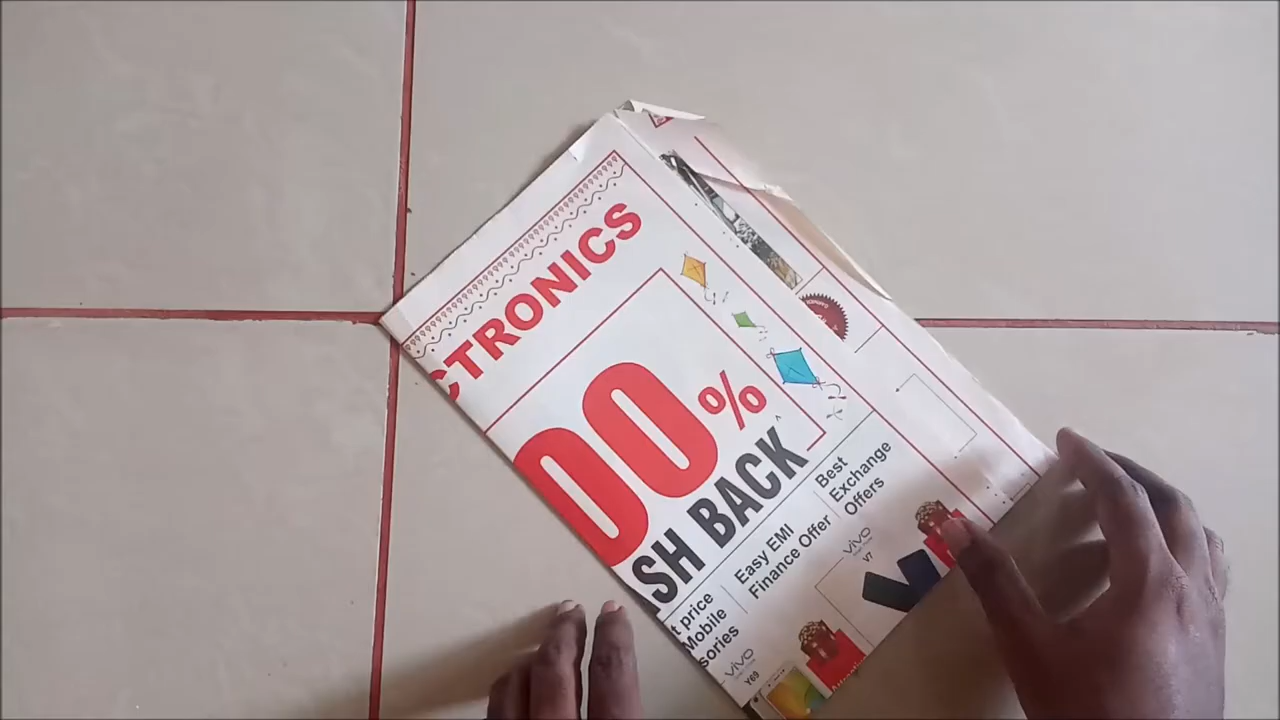 CTRONICS
00%
SH BACK^
t price
Mobile
sories
Easy EMI
Finance Offer
Best
Exchange
Offers
vivo
Y69
vivo
V7